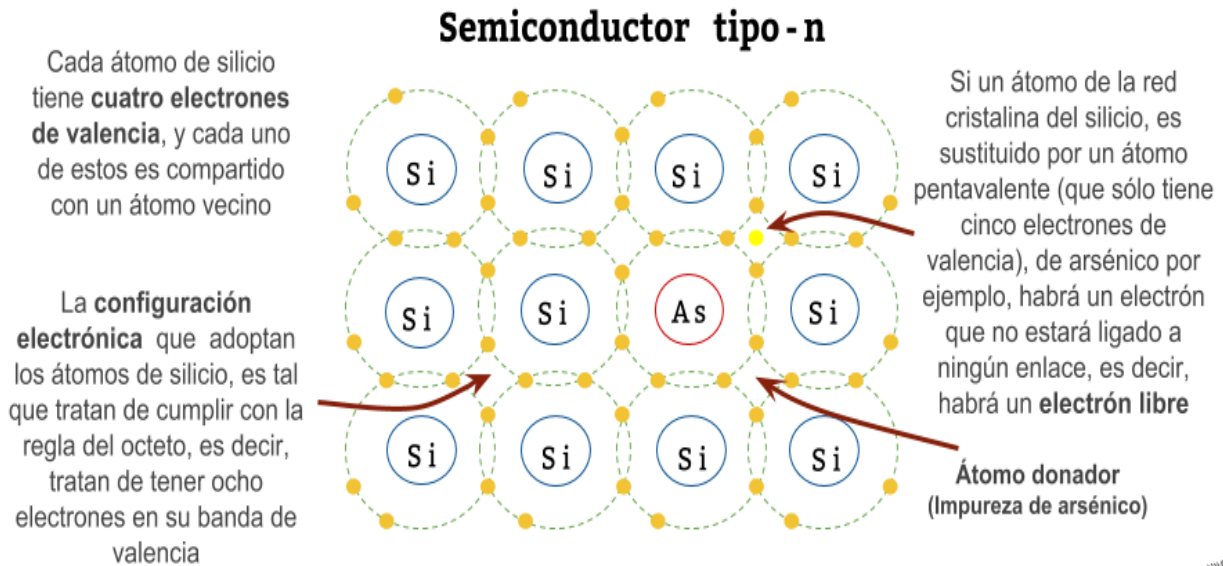 Semiconductor tipo-n
Cada átomo de silicio
tiene cuatro electrones
de valencia, y cada uno
de estos es compartido
con un átomo vecino
La configuración
electrónica que adoptan
los átomos de silicio, es tal
que tratan de cumplir con la
regla del octeto, es decir,
tratan de tener ocho
electrones en su banda de
valencia
Si Si Si Si
Si Si As Si
Si Si Si Si
Si un átomo de la red
cristalina del silicio, es
sustituido por un átomo
pentavalente (que sólo tiene
cinco electrones de
valencia), de arsénico por
ejemplo, habrá un electrón
que no estará ligado a
ningún enlace, es decir,
habrá un electrón libre
Átomo donador
(Impureza de arsénico)